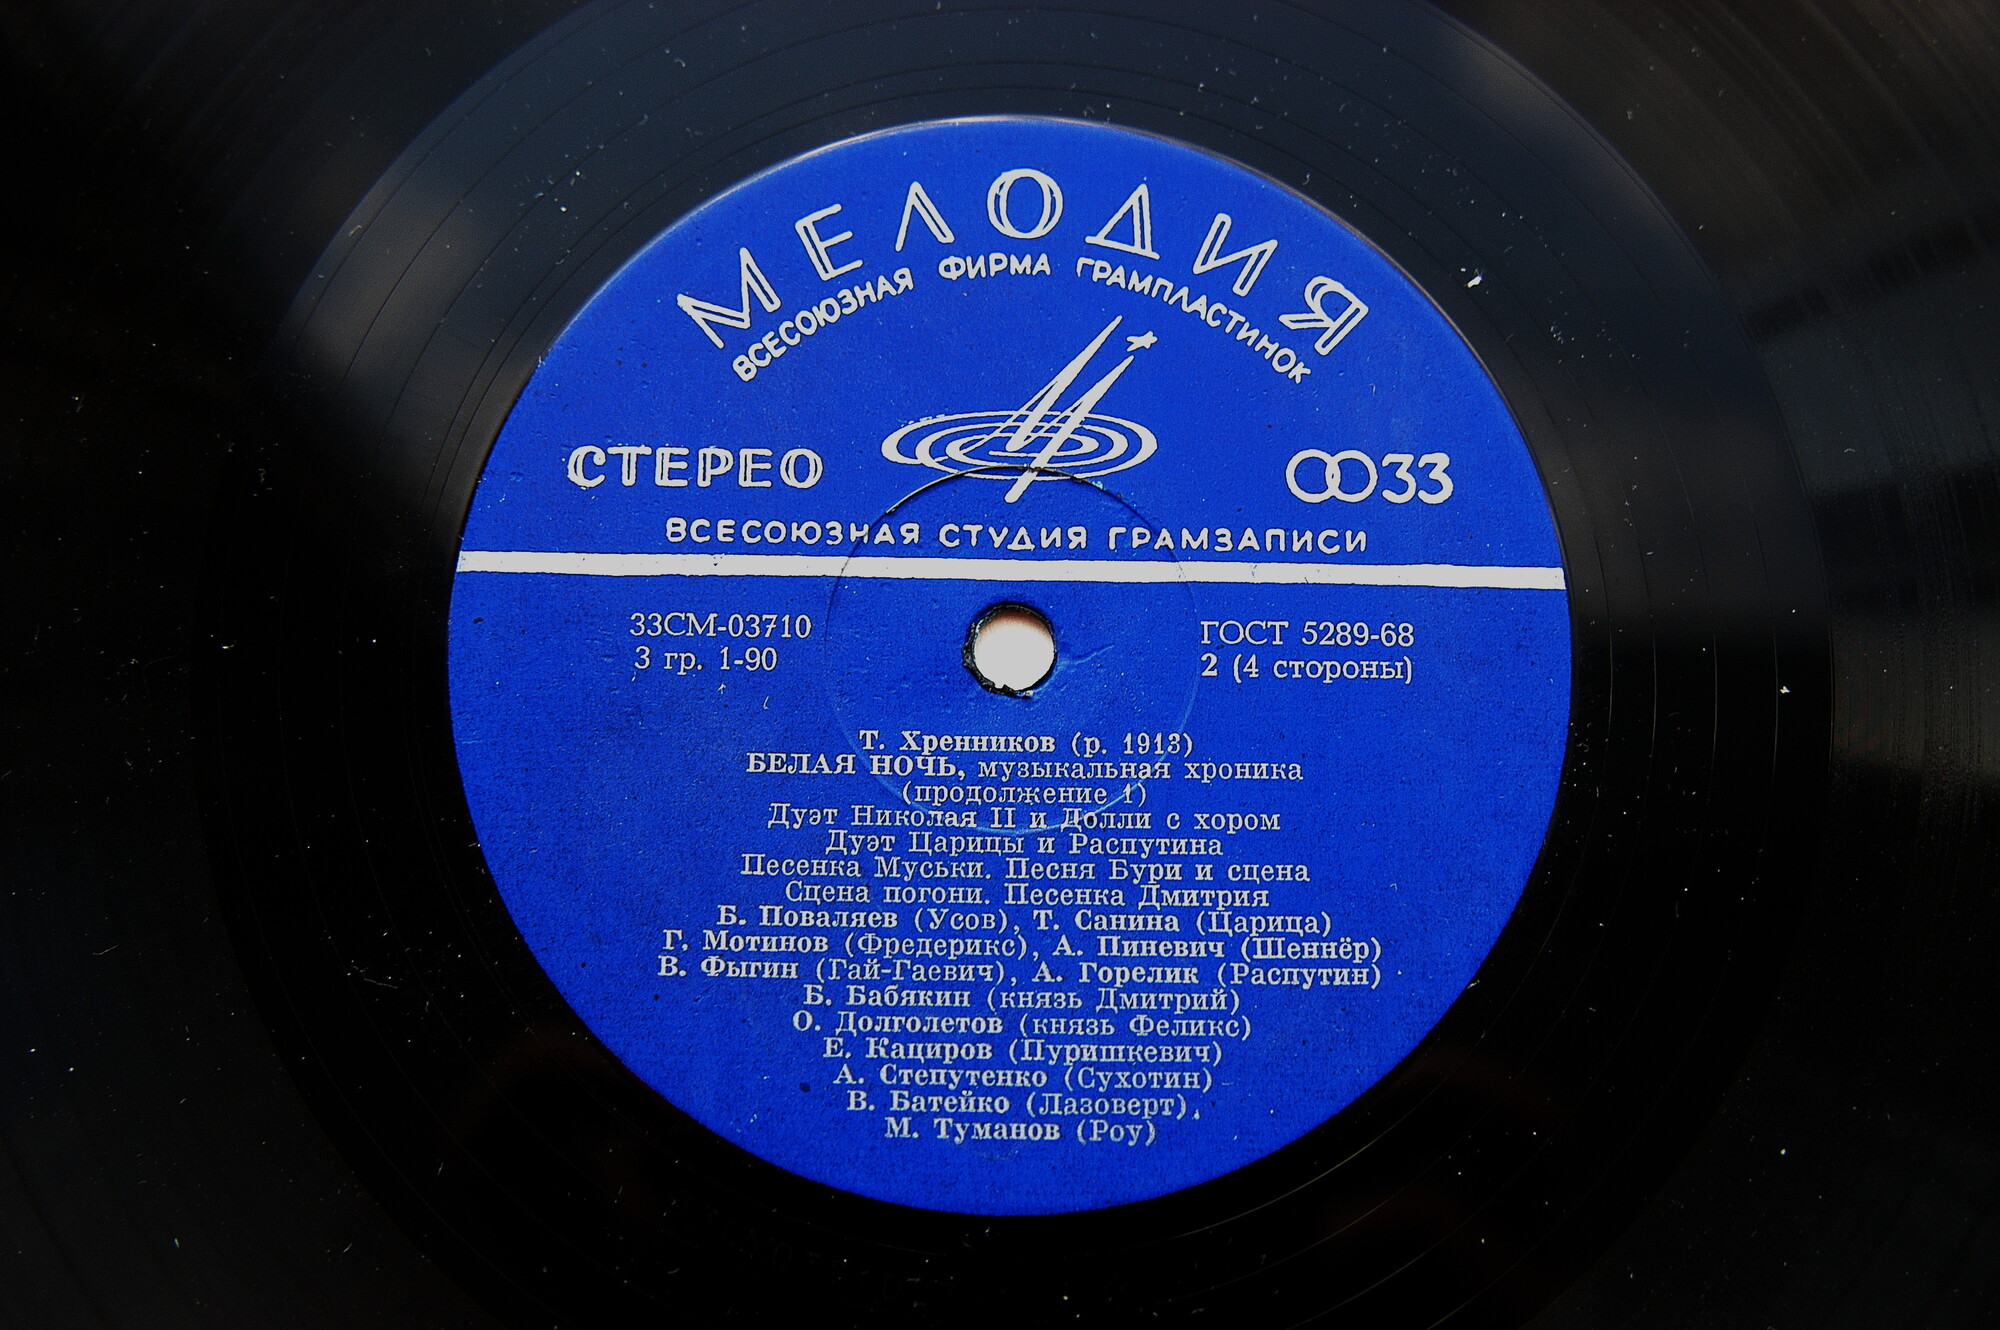 МЕЛОДИЯ
ВСЕСОЮЗНАЯ ФИРМА ГРАМПЛАСТИНОК
СТЕРЕО
33
ВСЕСОЮЗНАЯ СТУДИЯ ГРАМЗАПИСИ
33СМ-03710
3 гр. 1-90
ГОСТ 5289-68
2 (4 стороны)
Т. Хренников (р. 1913)
БЕЛАЯ НОЧЬ, музыкальная хроника
(продолжение 1)
Дуэт Николая II и Долли с хором
Дуэт Царицы и Распутина
Песенка Муськи. Песня Бури и сцена
Сцена погони. Песенка Дмитрия
Б. Поваляев (Усов), Т. Санина (Царица)
Г. Мотинов (Фредерикс), А. Пиневич (Шеннёр)
В. Фыгин (Гай-Гаевич), А. Горелик (Распутин)
Б. Бабякин (князь Дмитрий)
О. Долголетов (князь Феликс)
Е. Кациров (Пуришкевич)
А. Степутенко (Сухотин)
В. Батейко (Лазоверт),
М. Туманов (Роу)